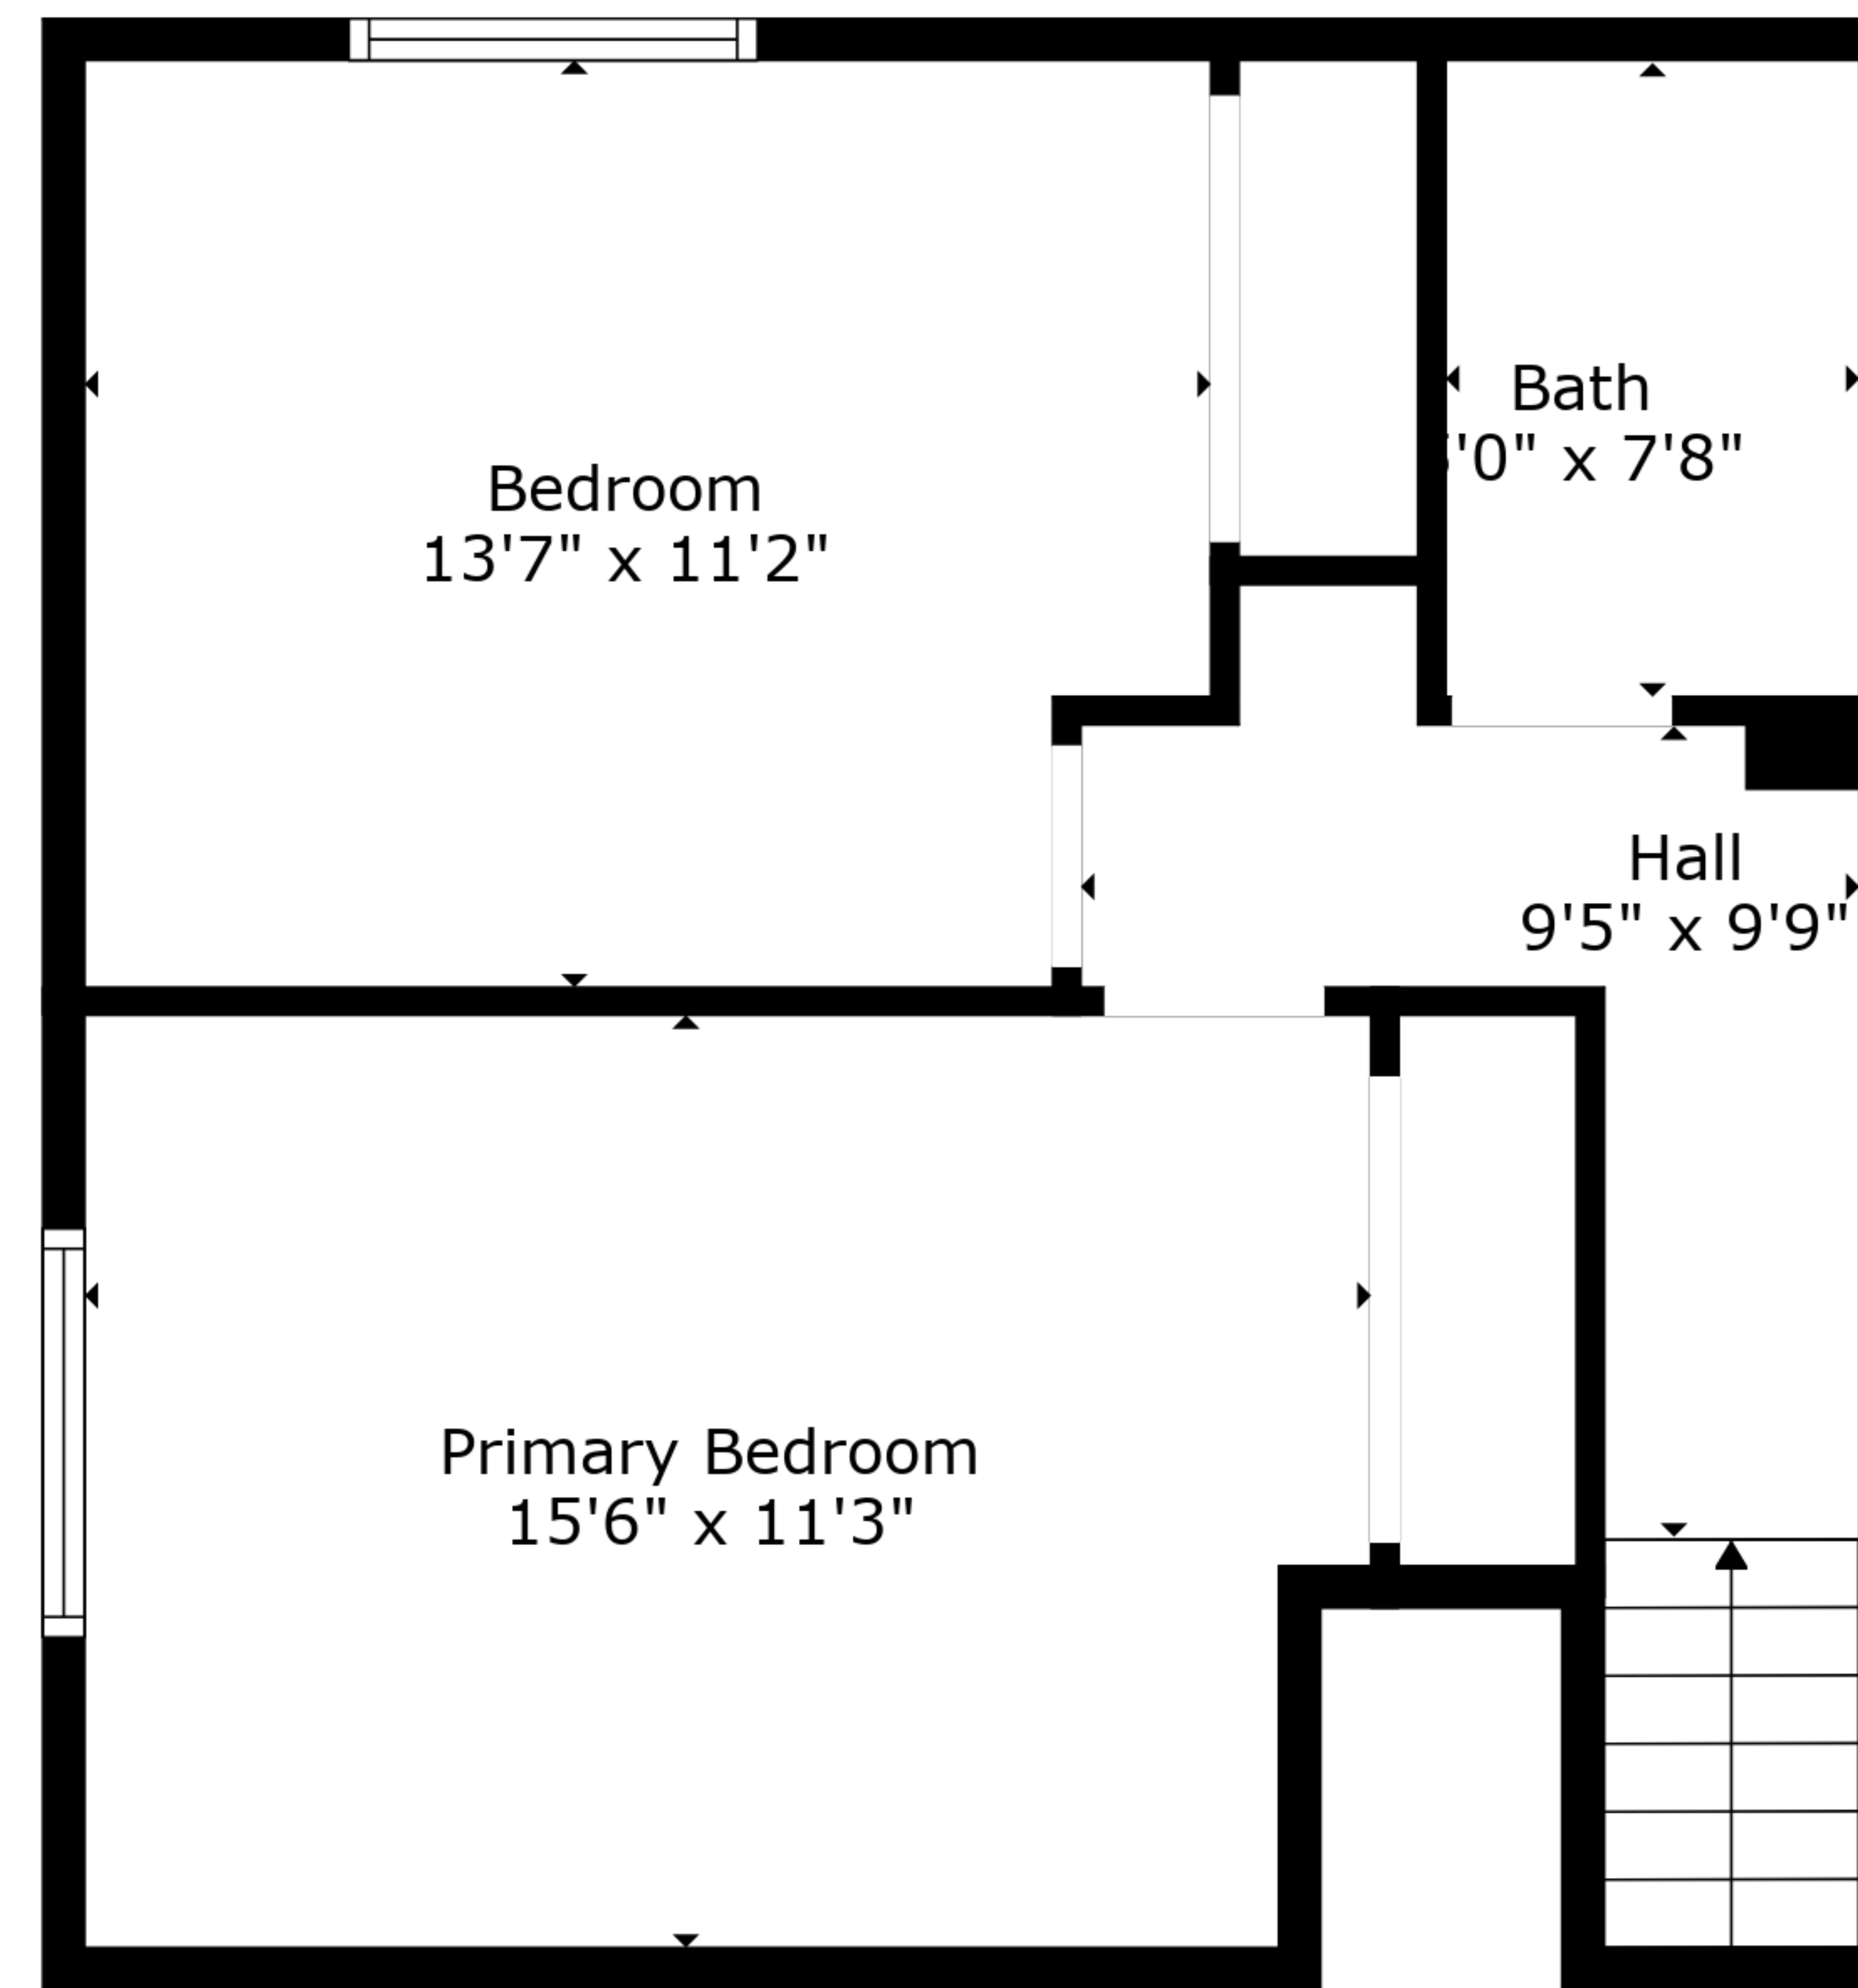 Bedroom
13'7" x 11'2"
Bath
'0" x 7'8"
Hall
9'5" x 9'9"
Primary Bedroom
15'6" x 11'3"